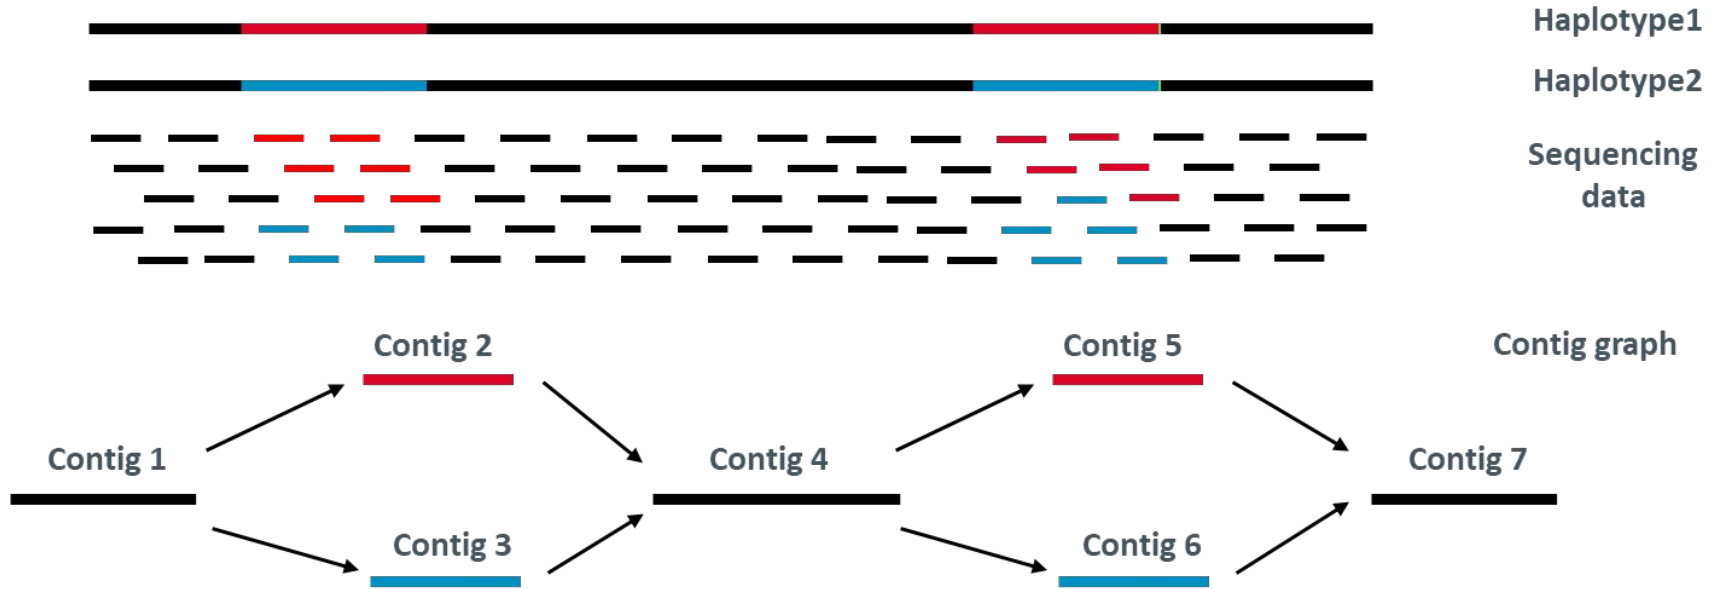 Haplotype1
Haplotype2
Sequencing
data
Contig 2
Contig 5
Contig graph
Contig 1
Contig 4
Contig 7
Contig 3
Contig 6